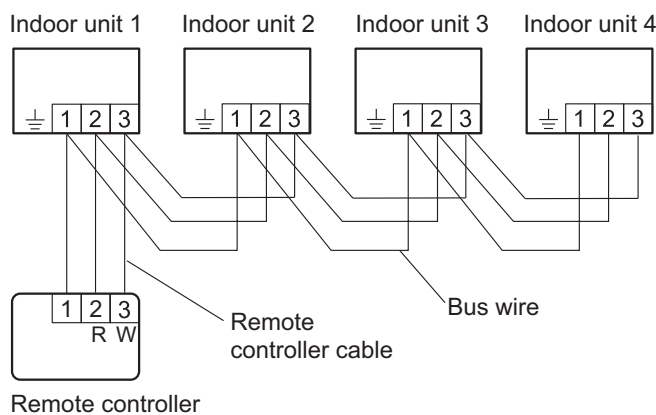 Indoor unit 1 Indoor unit 2 Indoor unit 3 Indoor unit 4
1 2 3 1 2 3 1 2 3 1 2 3
1 2 3
R W
Bus wire
Remote
controller cable
Remote controller